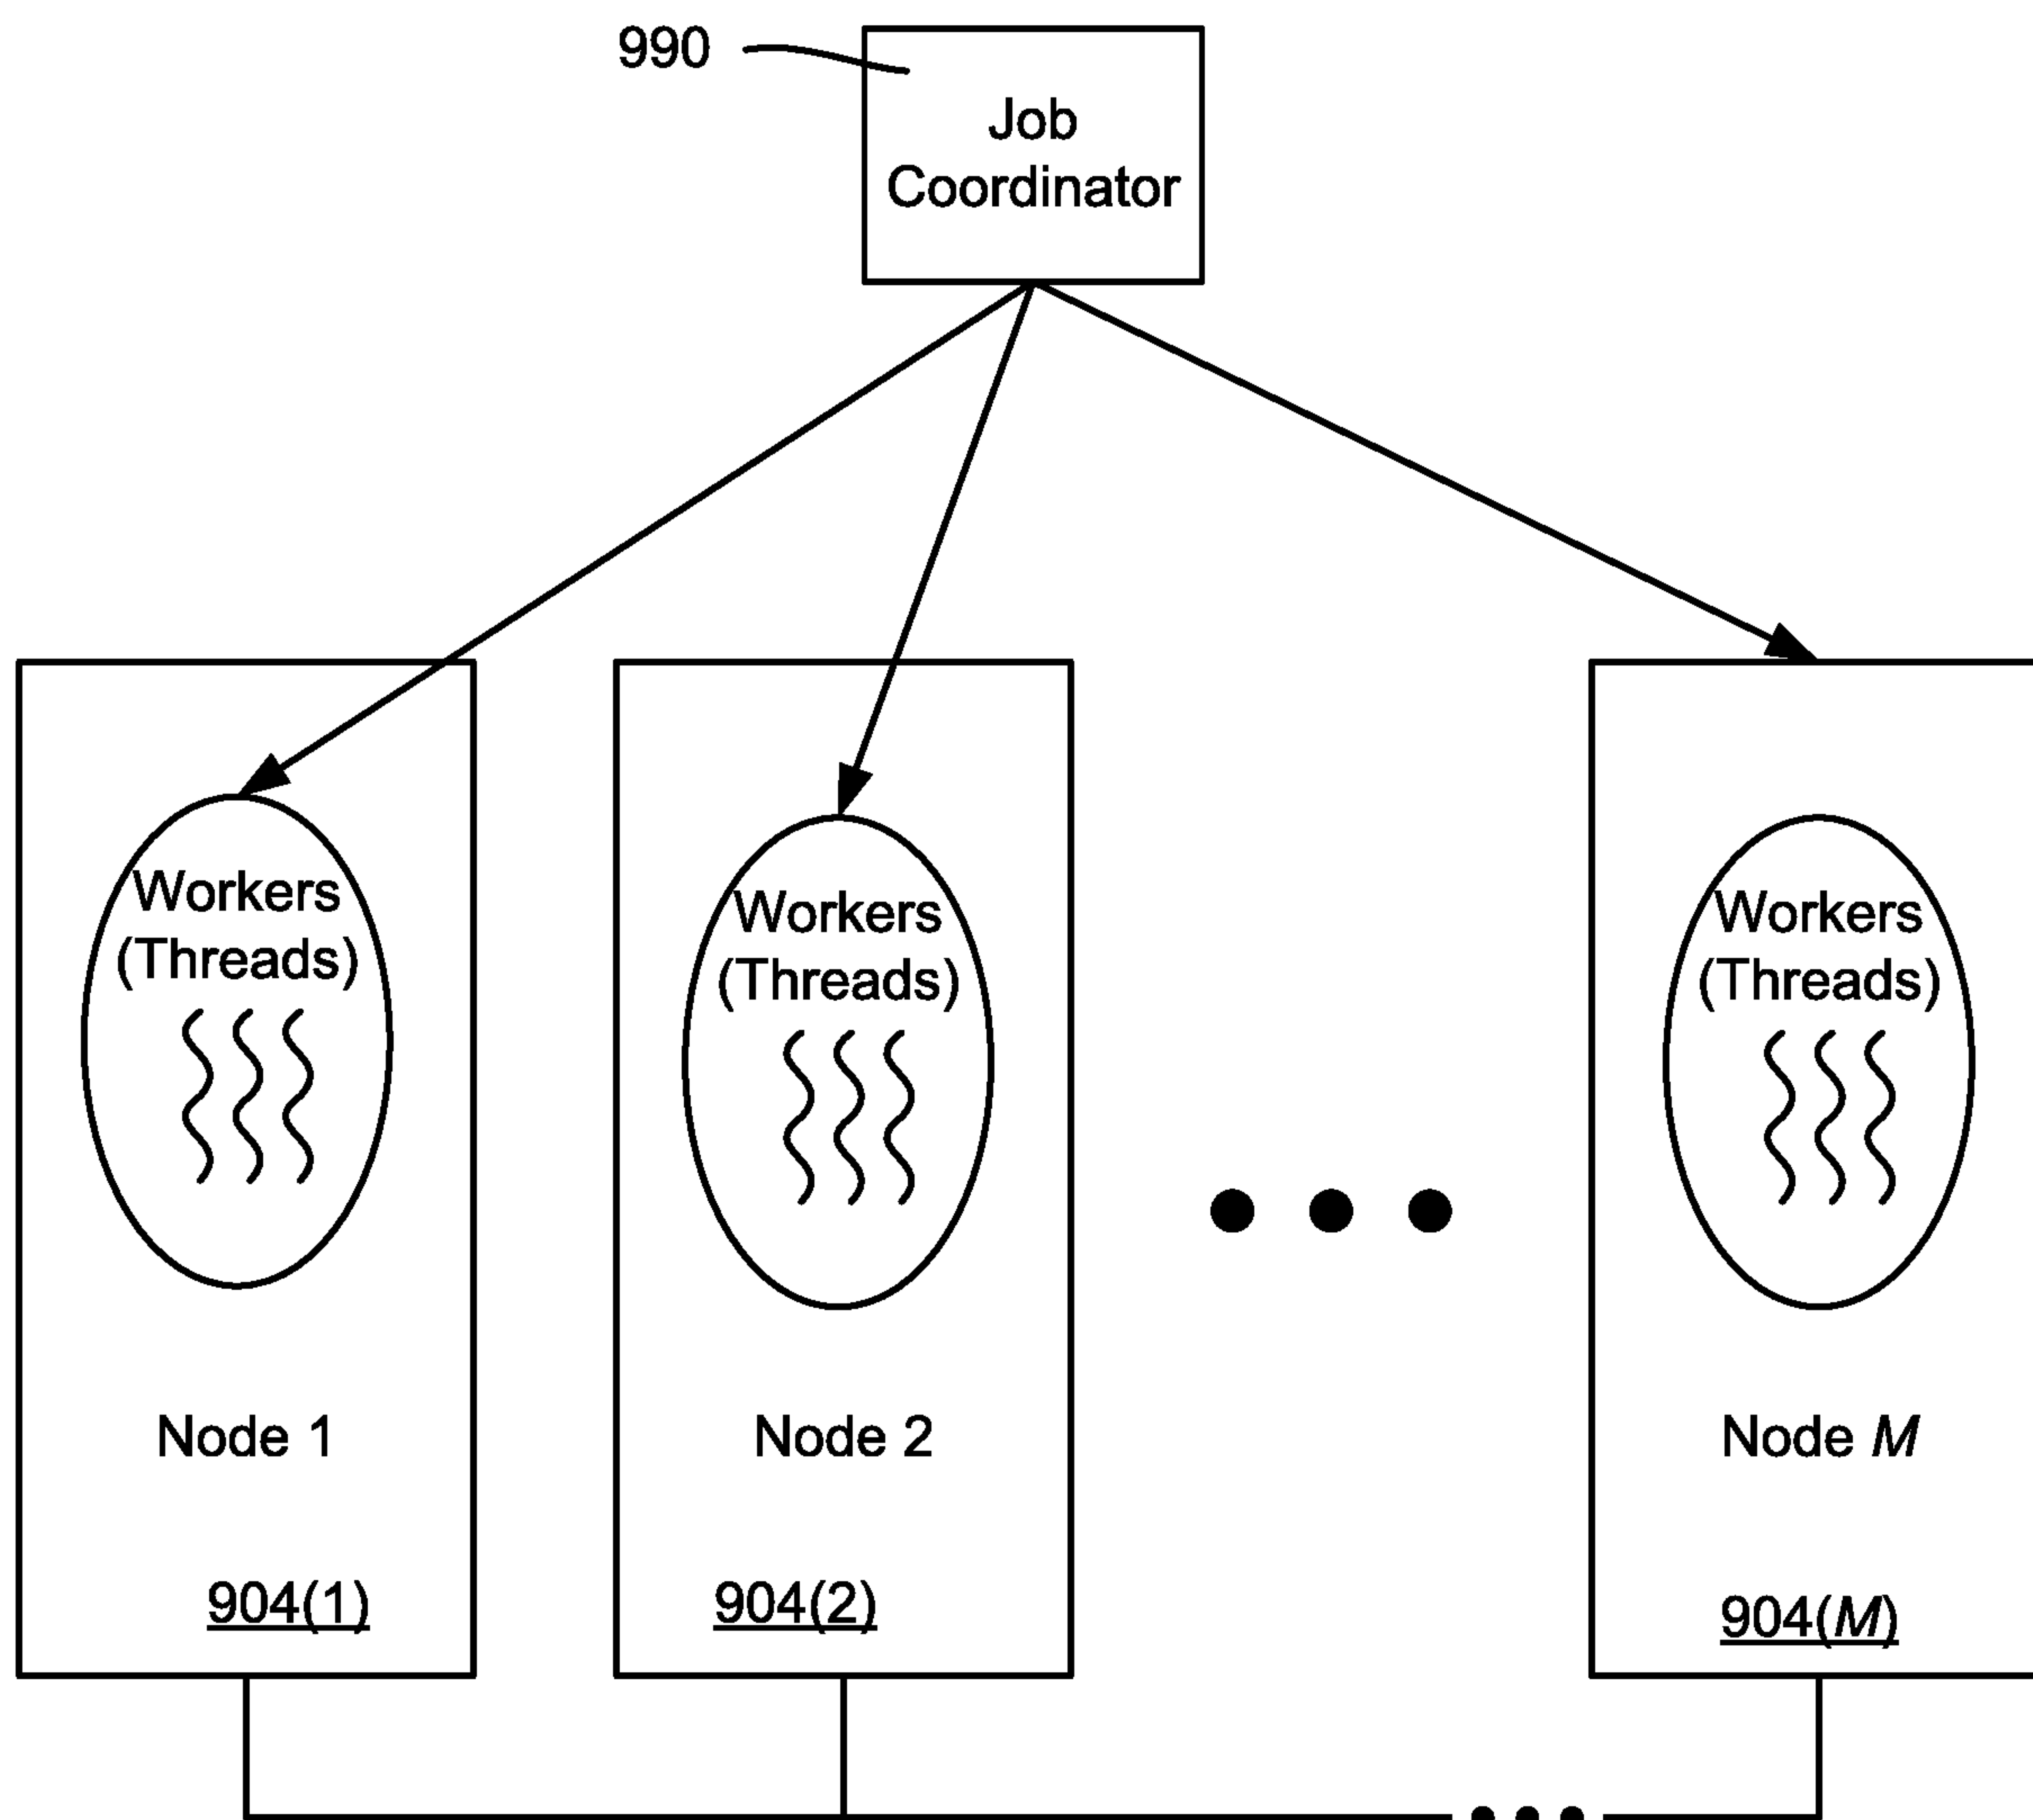 990
Job
Coordinator
Workers
(Threads)
Workers
(Threads)
Workers
(Threads)
Node 1
Node 2
Node M
904(1)
904(2)
904(M)